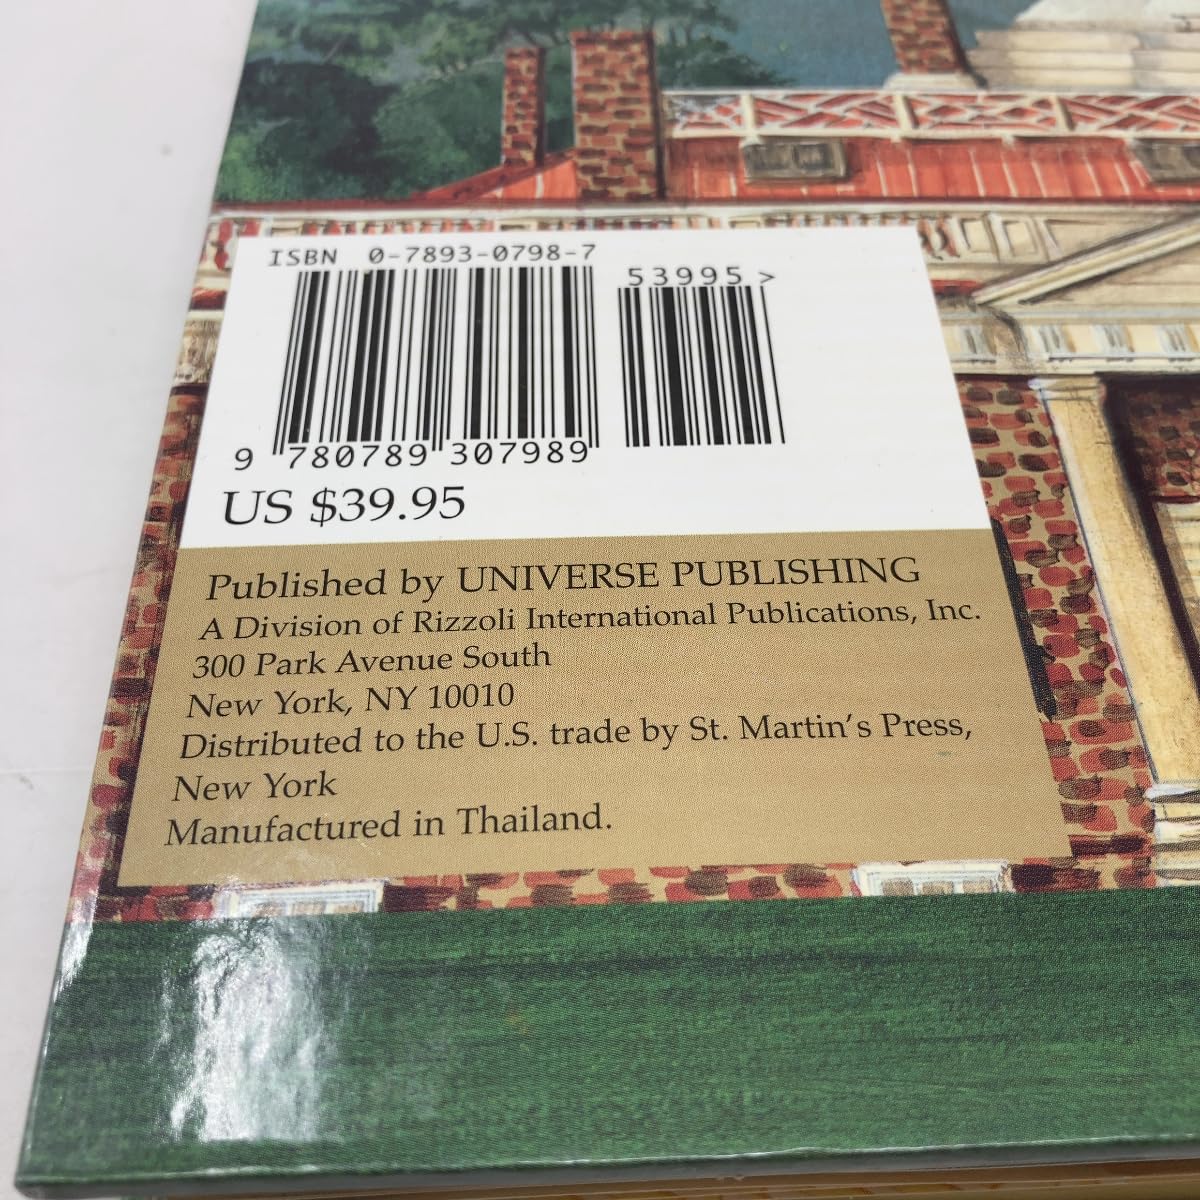 ISBN 0-7893-0798-7
53995>
9 780789 307989
US $39.95
Published by UNIVERSE PUBLISHING
A Division of Rizzoli International Publications, Inc.
300 Park Avenue South
New York, NY 10010
Distributed to the U.S. trade by St. Martin's Press,
New York
Manufactured in Thailand.